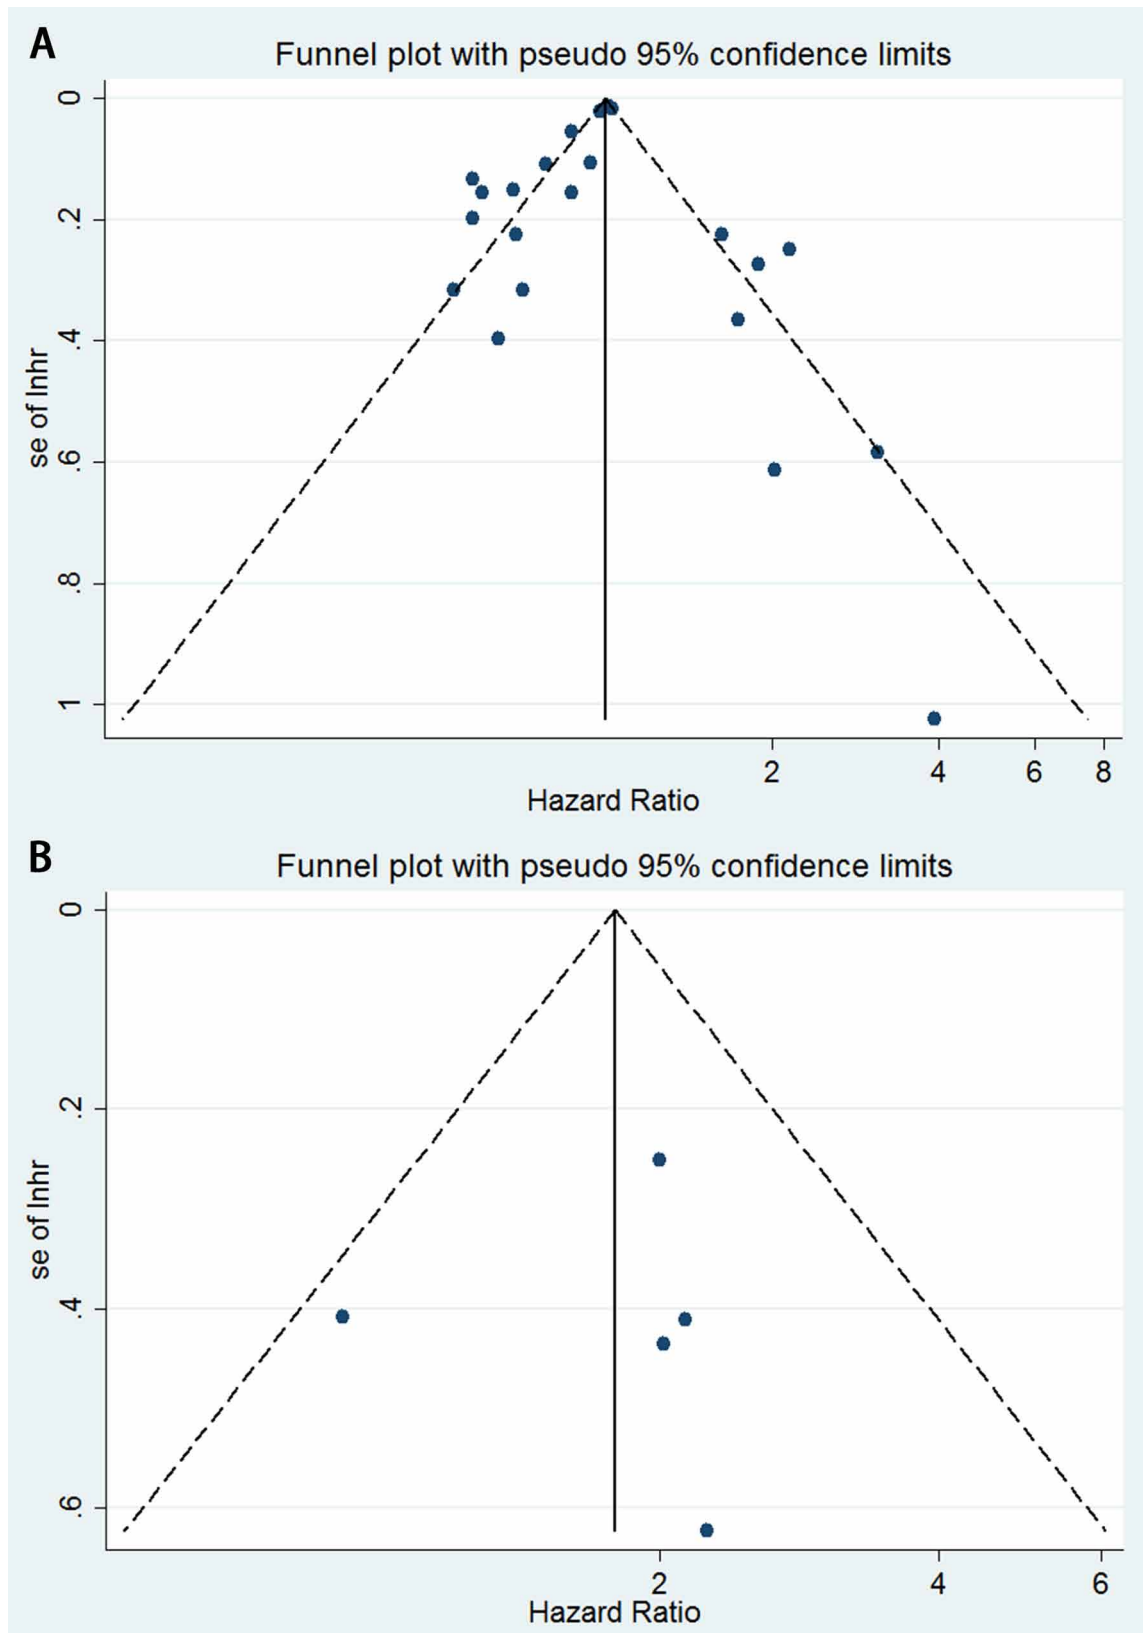 A
Funnel plot with pseudo 95% confidence limits
se of lnhr
0
.2
.4
.6
.8
1
2 4 6 8
Hazard Ratio
B
Funnel plot with pseudo 95% confidence limits
se of lnhr
0
.2
.4
.6
2 4 6
Hazard Ratio